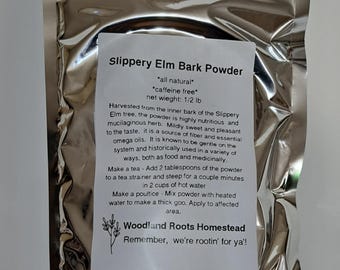 Slippery Elm Bark Powder
*all natural*
*caffeine free*
net weight: 1/2 lb
Harvested from the inner bark of the Slippery
Elm tree, the powder is highly nutritious and
mucilaginous herb. Mildly sweet and pleasant
to the taste, it is a source of fiber and essential
omega oils. It is known to be gentle on the
system and historically used in a variety of
ways, both as food and medicinally.
Make a tea - Add 2 tablespoons of the powder
to a tea strainer and steep for a couple minutes
in 2 cups of hot water
Make a poultice - Mix powder with heated
water to make a thick goo. Apply to affected
area.
Woodland Roots Homestead
Remember, we're rootin' for ya'!